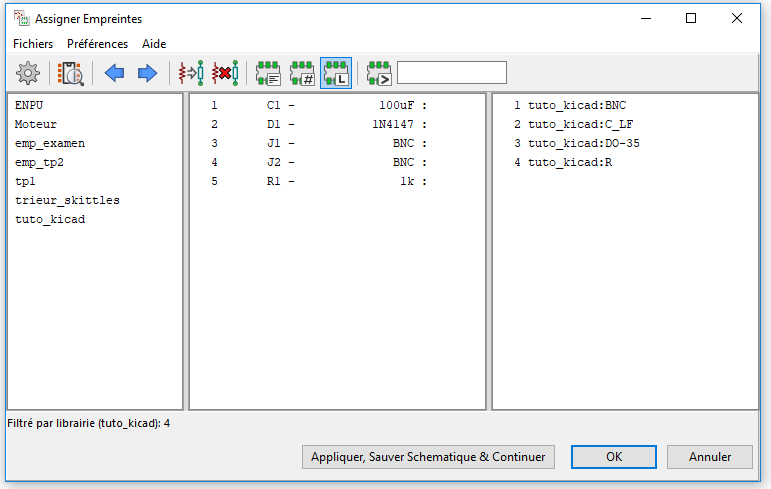 Assigner Empreintes
Fichiers Préférences Aide
ENPU
Moteur
emp_examen
emp_tp2
tp1
trieur_skittles
tuto_kicad
1 C1 - 100uF :
2 D1 - 1N4147 :
3 J1 - BNC :
4 J2 - BNC :
5 R1 - 1k :
1 tuto_kicad:BNC
2 tuto_kicad:C_LF
3 tuto_kicad:DO-35
4 tuto_kicad:R
Filtré par librairie (tuto_kicad): 4
Appliquer, Sauver Schematique & Continuer OK Annuler